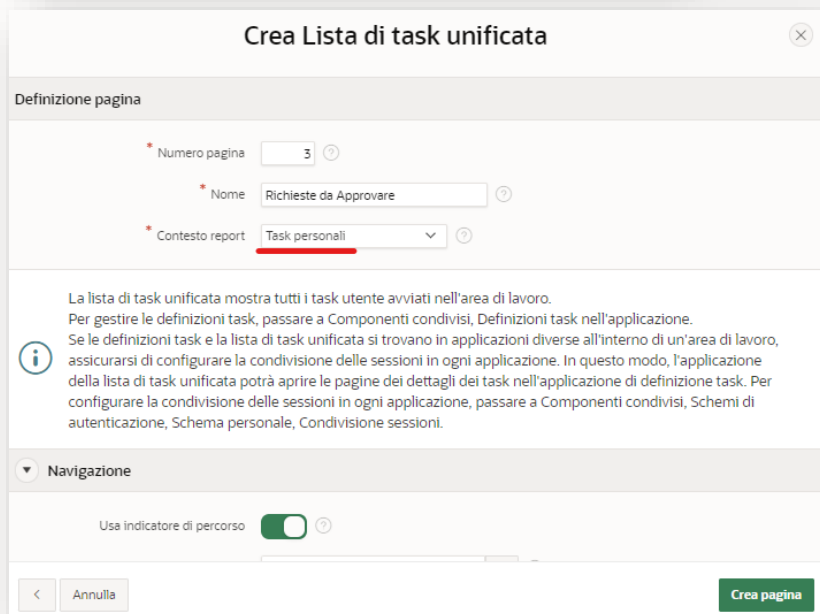 Crea Lista di task unificata
Definizione pagina
* Numero pagina 3 ?
* Nome Richieste da Approvare ?
* Contesto report Task personali ?
La lista di task unificata mostra tutti i task utente avviati nell'area di lavoro.
Per gestire le definizioni task, passare a Componenti condivisi, Definizioni task nell'applicazione.
Se le definizioni task e la lista di task unificata si trovano in applicazioni diverse all'interno di un'area di lavoro,
assicurarsi di configurare la condivisione delle sessioni in ogni applicazione. In questo modo, l'applicazione
della lista di task unificata potrà aprire le pagine dei dettagli dei task nell'applicazione di definizione task. Per
configurare la condivisione delle sessioni in ogni applicazione, passare a Componenti condivisi, Schemi di
autenticazione, Schema personale, Condivisione sessioni.
Navigazione
Usa indicatore di percorso ?
Annulla
Crea pagina